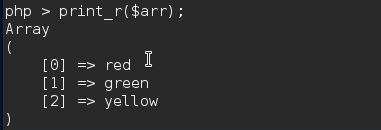 php > print_r($arr);
Array
(
    [0] => red
    [1] => green
    [2] => yellow
)